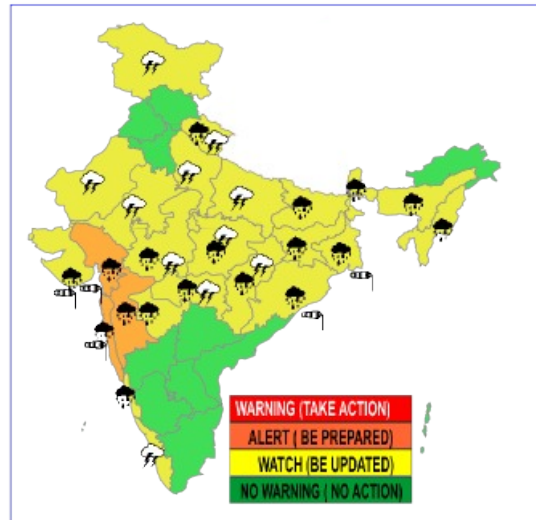 WARNING (TAKE ACTION)
ALERT ( BE PREPARED)
WATCH (BE UPDATED)
NO WARNING ( NO ACTION)